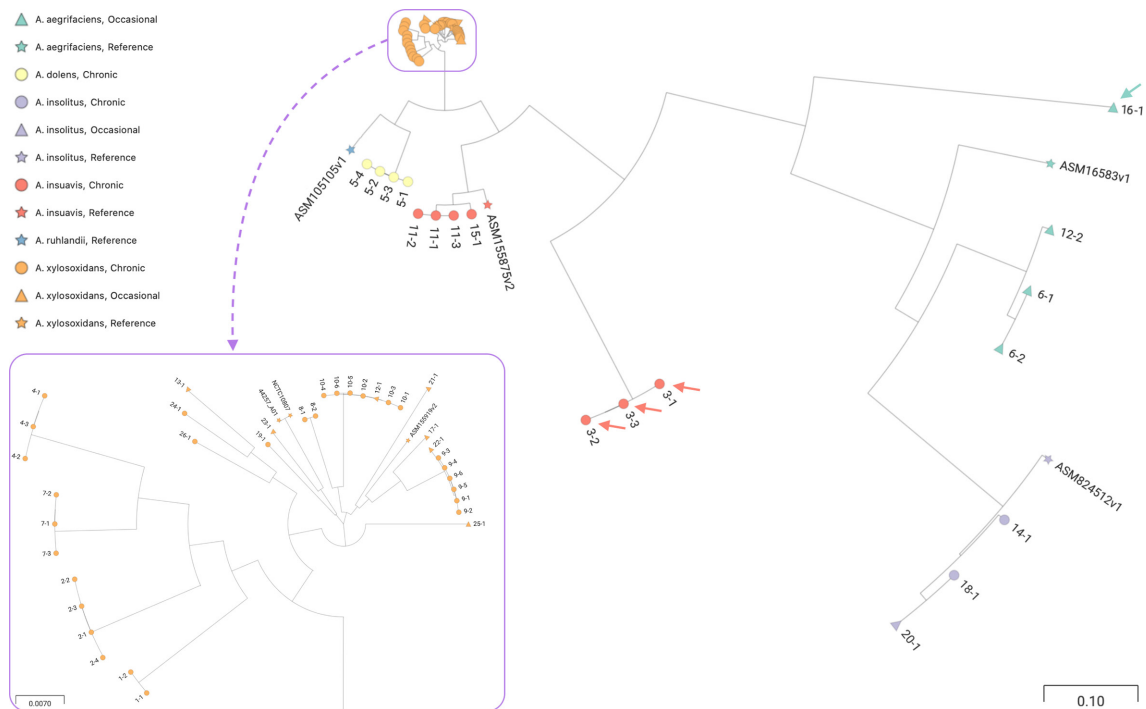 A. aegrifaciens, Occasional
A. aegrifaciens, Reference
A. dolens, Chronic
A. insolitus, Chronic
A. insolitus, Occasional
A. insolitus, Reference
A. insuavis, Chronic
A. insuavis, Reference
A. ruhlandii, Reference
A. xylosoxidans, Chronic
A. xylosoxidans, Occasional
A. xylosoxidans, Reference
ASM105105v1
5-4
5-2
5-3
5-1
11-2
11-1
11-3
15-1
ASM155875v2
16-1
ASM16583v1
12-2
6-1
6-2
3-1
3-3
3-2
ASM824512v1
14-1
18-1
20-1
0.10
4-1
4-3
4-2
7-2
7-1
7-3
2-2
2-3
2-1
2-4
1-2
1-1
13-1
24-1
26-1
NCTC10807
44257_A01
23-1
19-1
8-1
8-2
10-4
10-6
10-5
10-2
12-1
10-3
10-1
21-1
ASM155919v2
17-1
22-1
9-3
9-4
9-6
9-5
9-1
9-2
25-1
0.0070